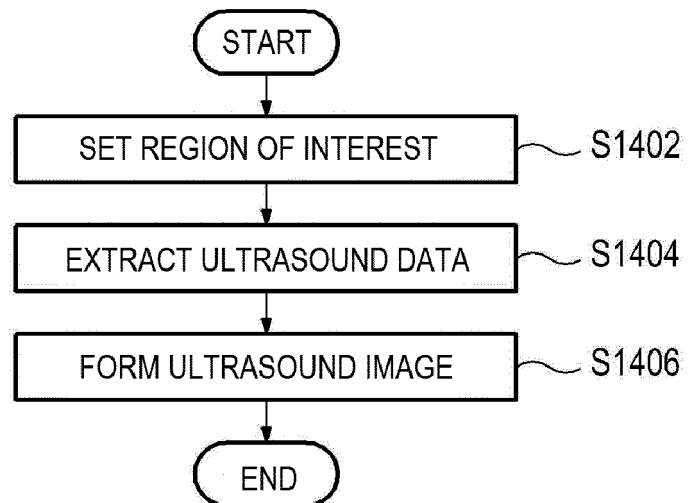 START
SET REGION OF INTEREST S1402
EXTRACT ULTRASOUND DATA S1404
FORM ULTRASOUND IMAGE S1406
END